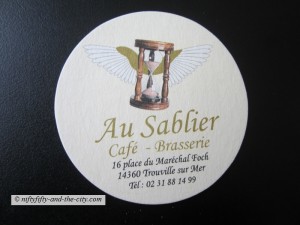 Au Sablier
Café - Brasserie
16 place du Maréchal Foch
14360 Trouville sur Mer
Tél : 02 31 88 14 99
© niftyfifty-and-the-city.com